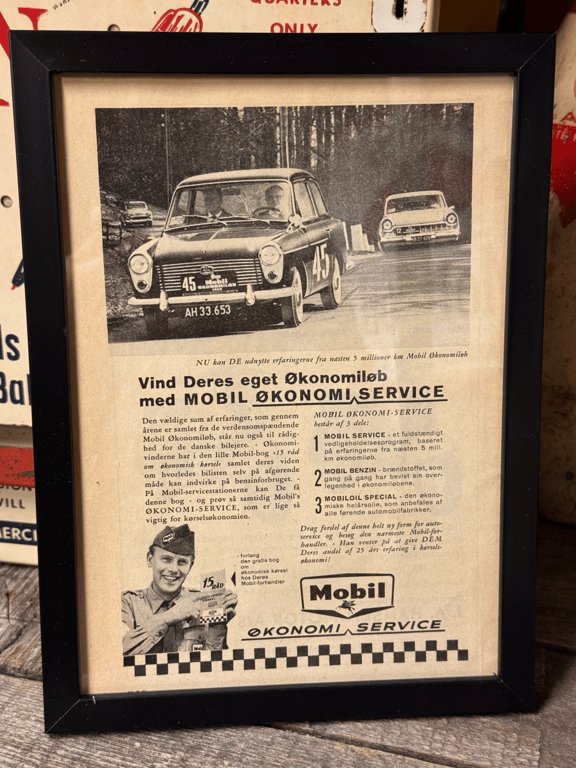 QUARTERS
ONLY
45
Mobil
ØKONOMILØB
45
AH 33.653
NU kan DE udnytte erfaringerne fra næsten 5 millioner km Mobil Økonomiløb
Vind Deres eget Økonomiløb
med MOBIL ØKONOMI SERVICE
Den vældige sum af erfaringer, som gennem
årene er samlet fra de verdensomspændende
Mobil Økonomiløb, står nu også til rådig-
hed for de danske bilejere. - Økonomi-
vinderne har i den lille Mobil-bog »15 råd
om økonomisk kørsel« samlet deres viden
om hvorledes bilisten selv på afgørende
måde kan indvirke på benzinforbruget. -
På Mobil-servicestationerne kan De få
denne bog - og prøv så samtidig Mobil's
ØKONOMI-SERVICE, som er lige så
vigtig for kørselsøkonomien.
MOBIL ØKONOMI-SERVICE
består af 3 dele:
1 MOBIL SERVICE - et fuldstændigt
vedligeholdelsesprogram, baseret
på erfaringerne fra næsten 5 mill.
km økonomiløb.
2 MOBIL BENZIN - brændstoffet, som
gang på gang har bevist sin over-
legenhed i økonomiløbene.
3 MOBILOIL SPECIAL - den økono-
miske helårsolie, som anbefales af
alle førende automobilfabrikker.
Drag fordel af denne helt ny form for auto-
service og besøg den nærmeste Mobil-for-
handler. - Han venter på at give DEM
Deres andel af 25 års erfaring i kørsels-
økonomi!
- forlang
den gratis bog
om
økonomisk kørsel
hos Deres
Mobil-forhandler
15 RÅD
Mobil
ØKONOMI SERVICE